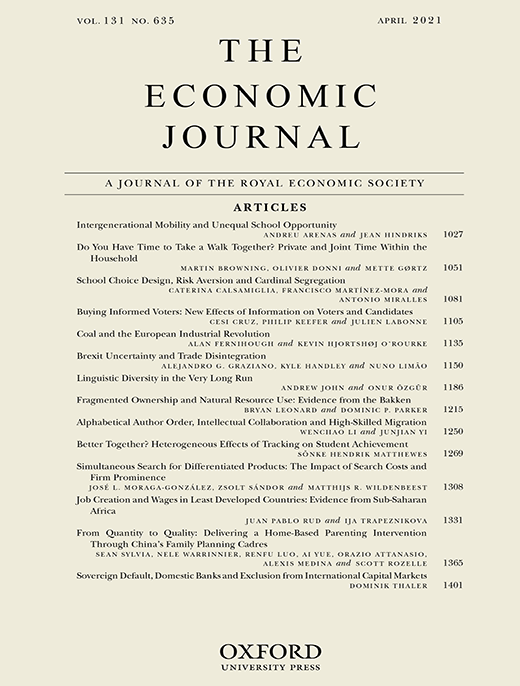 VOL. 131 NO. 635 APRIL 2021
THE
ECONOMIC
JOURNAL
A JOURNAL OF THE ROYAL ECONOMIC SOCIETY
ARTICLES
Intergenerational Mobility and Unequal School Opportunity
ANDREU ARENAS and JEAN HINDRIKS 1027
Do You Have Time to Take a Walk Together? Private and Joint Time Within the
Household
MARTIN BROWNING, OLIVIER DONNI and METTE GØRTZ 1051
School Choice Design, Risk Aversion and Cardinal Segregation
CATERINA CALSAMIGLIA, FRANCISCO MARTÍNEZ-MORA and
ANTONIO MIRALLES 1081
Buying Informed Voters: New Effects of Information on Voters and Candidates
CESI CRUZ, PHILIP KEEFER and JULIEN LABONNE 1105
Coal and the European Industrial Revolution
ALAN FERNIHOUGH and KEVIN HJORTSHØJ O'ROURKE 1135
Brexit Uncertainty and Trade Disintegration
ALEJANDRO G. GRAZIANO, KYLE HANDLEY and NUNO LIMÃO 1150
Linguistic Diversity in the Very Long Run
ANDREW JOHN and ONUR ÖZGÜR 1186
Fragmented Ownership and Natural Resource Use: Evidence from the Bakken
BRYAN LEONARD and DOMINIC P. PARKER 1215
Alphabetical Author Order, Intellectual Collaboration and High-Skilled Migration
WENCHAO LI and JUNJIAN YI 1250
Better Together? Heterogeneous Effects of Tracking on Student Achievement
SÖNKE HENDRIK MATTHEWES 1269
Simultaneous Search for Differentiated Products: The Impact of Search Costs and
Firm Prominence
JOSÉ L. MORAGA-GONZÁLEZ, ZSOLT SÁNDOR and MATTHIJS R. WILDENBEEST 1308
Job Creation and Wages in Least Developed Countries: Evidence from Sub-Saharan
Africa
JUAN PABLO RUD and IJA TRAPEZNIKOVA 1331
From Quantity to Quality: Delivering a Home-Based Parenting Intervention
Through China's Family Planning Cadres
SEAN SYLVIA, NELE WARRINNIER, RENFU LUO, AI YUE, ORAZIO ATTANASIO,
ALEXIS MEDINA and SCOTT ROZELLE 1365
Sovereign Default, Domestic Banks and Exclusion from International Capital Markets
DOMINIK THALER 1401
OXFORD
UNIVERSITY PRESS